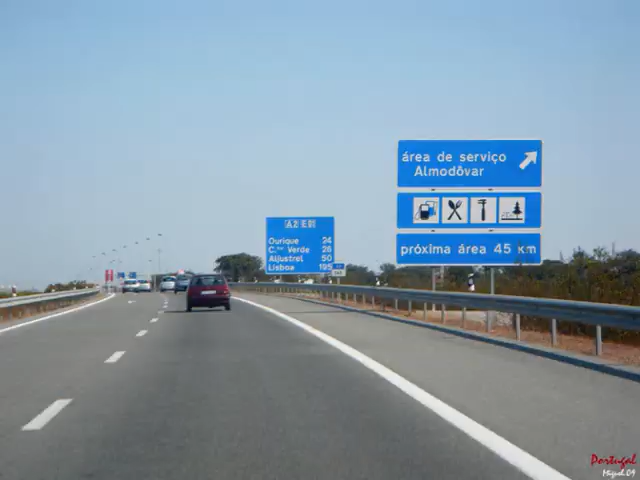 área de serviço
Almodôvar
próxima área 45 km
A2 E01
Ourique 24
C.tro Verde 26
Aljustrel 50
Lisboa 195
Portugal
Miguel.09